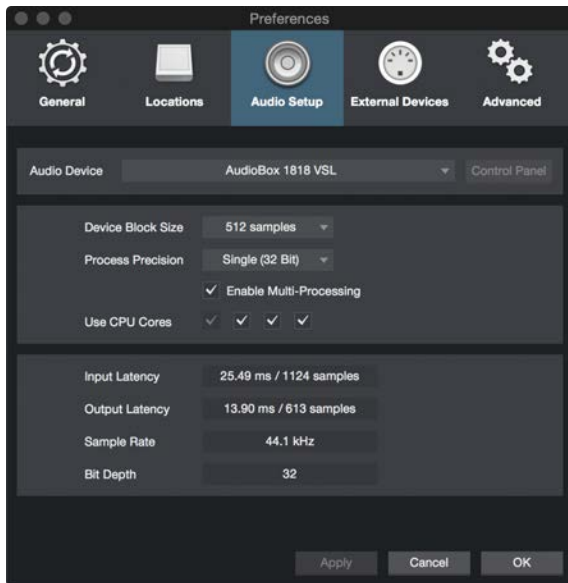 Preferences
General Locations Audio Setup External Devices Advanced
Audio Device AudioBox 1818 VSL Control Panel
Device Block Size 512 samples
Process Precision Single (32 Bit)
Enable Multi-Processing
Use CPU Cores
Input Latency 25.49 ms / 1124 samples
Output Latency 13.90 ms / 613 samples
Sample Rate 44.1 kHz
Bit Depth 32
Apply Cancel OK